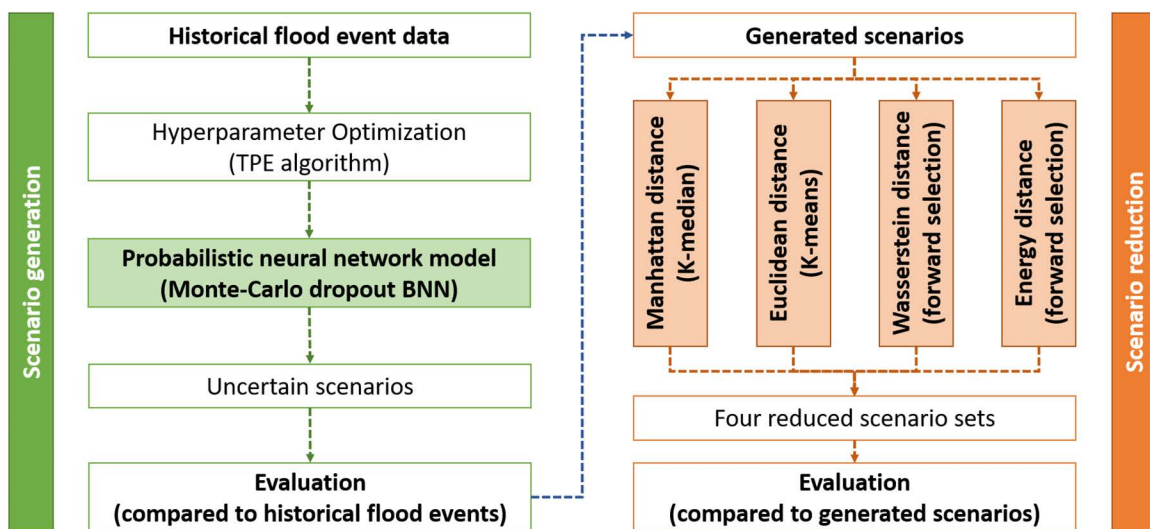 Scenario generation
Historical flood event data
Hyperparameter Optimization
(TPE algorithm)
Probabilistic neural network model
(Monte-Carlo dropout BNN)
Uncertain scenarios
Evaluation
(compared to historical flood events)
Generated scenarios
Manhattan distance
(K-median)
Euclidean distance
(K-means)
Wasserstein distance
(forward selection)
Energy distance
(forward selection)
Four reduced scenario sets
Evaluation
(compared to generated scenarios)
Scenario reduction